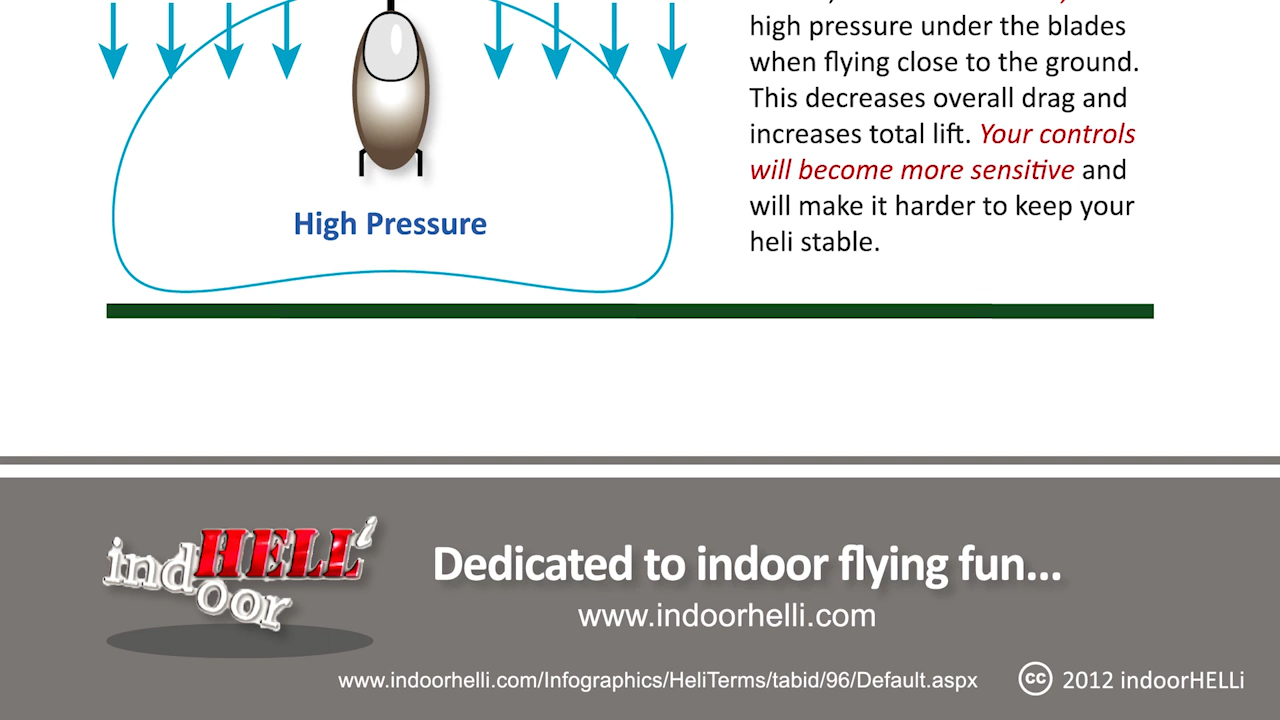 high pressure under the blades
when flying close to the ground.
This decreases overall drag and
increases total lift. Your controls
will become more sensitive and
will make it harder to keep your
heli stable.
High Pressure
indoor HELLi
Dedicated to indoor flying fun...
www.indoorhelli.com
www.indoorhelli.com/Infographics/HeliTerms/tabid/96/Default.aspx
cc 2012 indoorHELLi